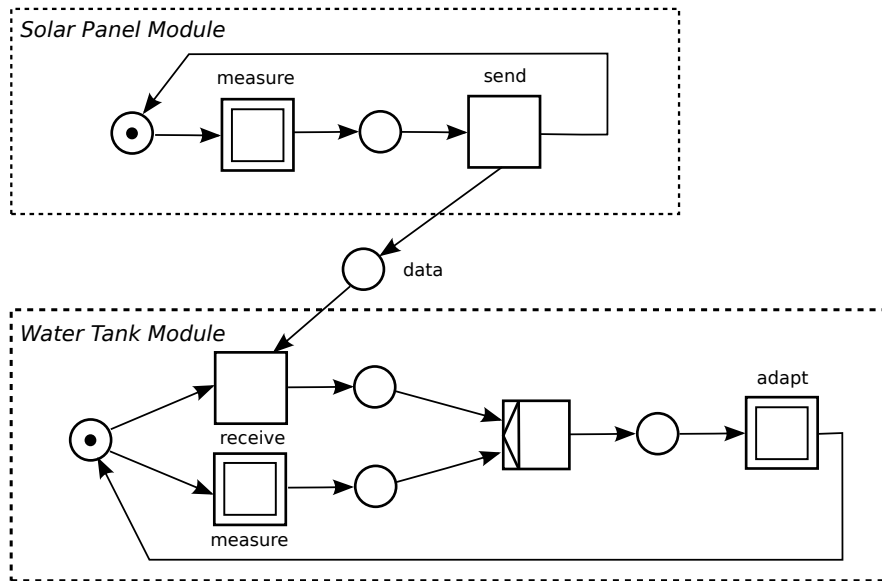 Solar Panel Module
measure
send
data
Water Tank Module
adapt
receive
measure